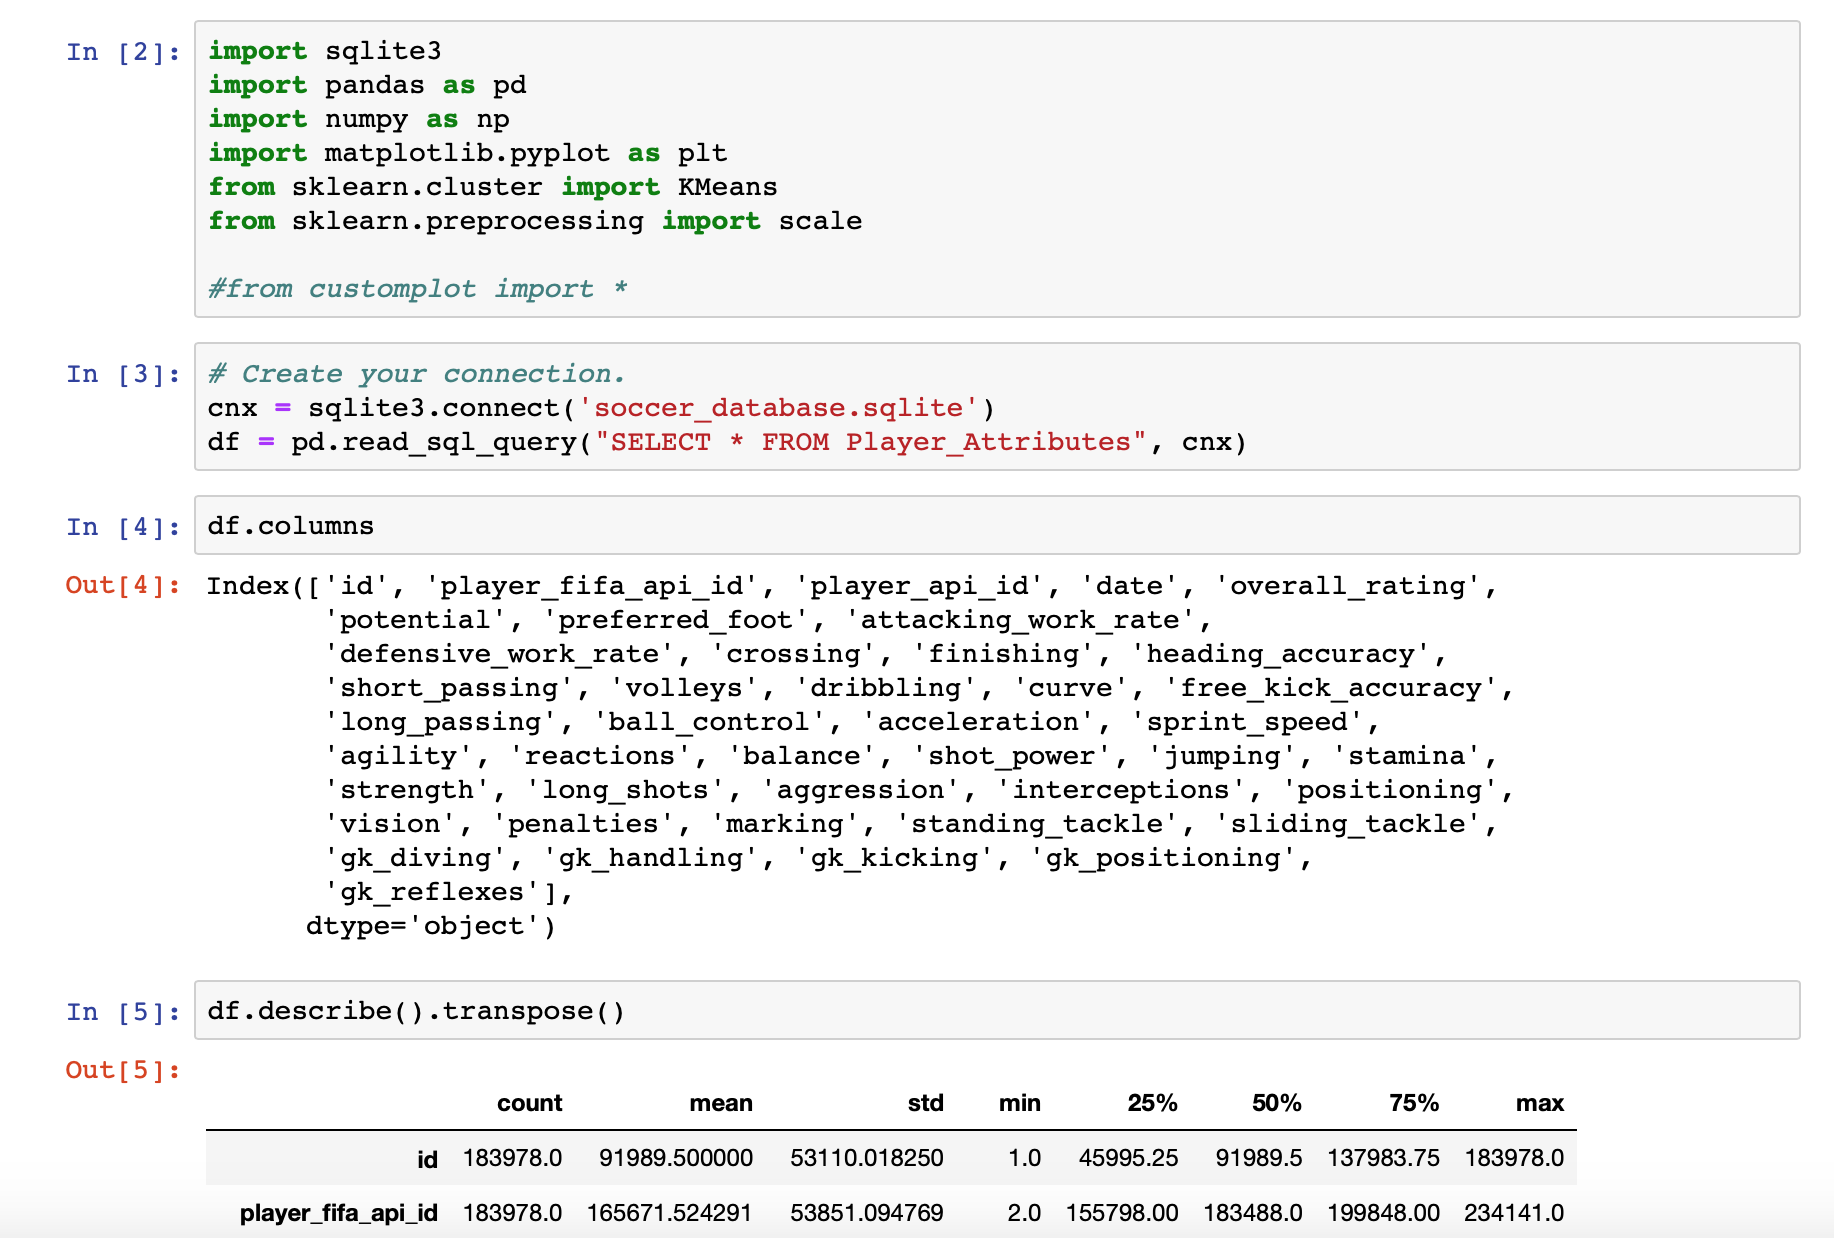 In [2]: import sqlite3
import pandas as pd
import numpy as np
import matplotlib.pyplot as plt
from sklearn.cluster import KMeans
from sklearn.preprocessing import scale
#from customplot import *
In [3]: # Create your connection.
cnx = sqlite3.connect('soccer_database.sqlite')
df = pd.read_sql_query("SELECT * FROM Player_Attributes", cnx)
In [4]: df.columns
Out[4]: Index(['id', 'player_fifa_api_id', 'player_api_id', 'date', 'overall_rating',
'potential', 'preferred_foot', 'attacking_work_rate',
'defensive_work_rate', 'crossing', 'finishing', 'heading_accuracy',
'short_passing', 'volleys', 'dribbling', 'curve', 'free_kick_accuracy',
'long_passing', 'ball_control', 'acceleration', 'sprint_speed',
'agility', 'reactions', 'balance', 'shot_power', 'jumping', 'stamina',
'strength', 'long_shots', 'aggression', 'interceptions', 'positioning',
'vision', 'penalties', 'marking', 'standing_tackle', 'sliding_tackle',
'gk_diving', 'gk_handling', 'gk_kicking', 'gk_positioning',
'gk_reflexes'],
dtype='object')
In [5]: df.describe().transpose()
Out[5]:
count mean std min 25% 50% 75% max
id 183978.0 91989.500000 53110.018250 1.0 45995.25 91989.5 137983.75 183978.0
player_fifa_api_id 183978.0 165671.524291 53851.094769 2.0 155798.00 183488.0 199848.00 234141.0